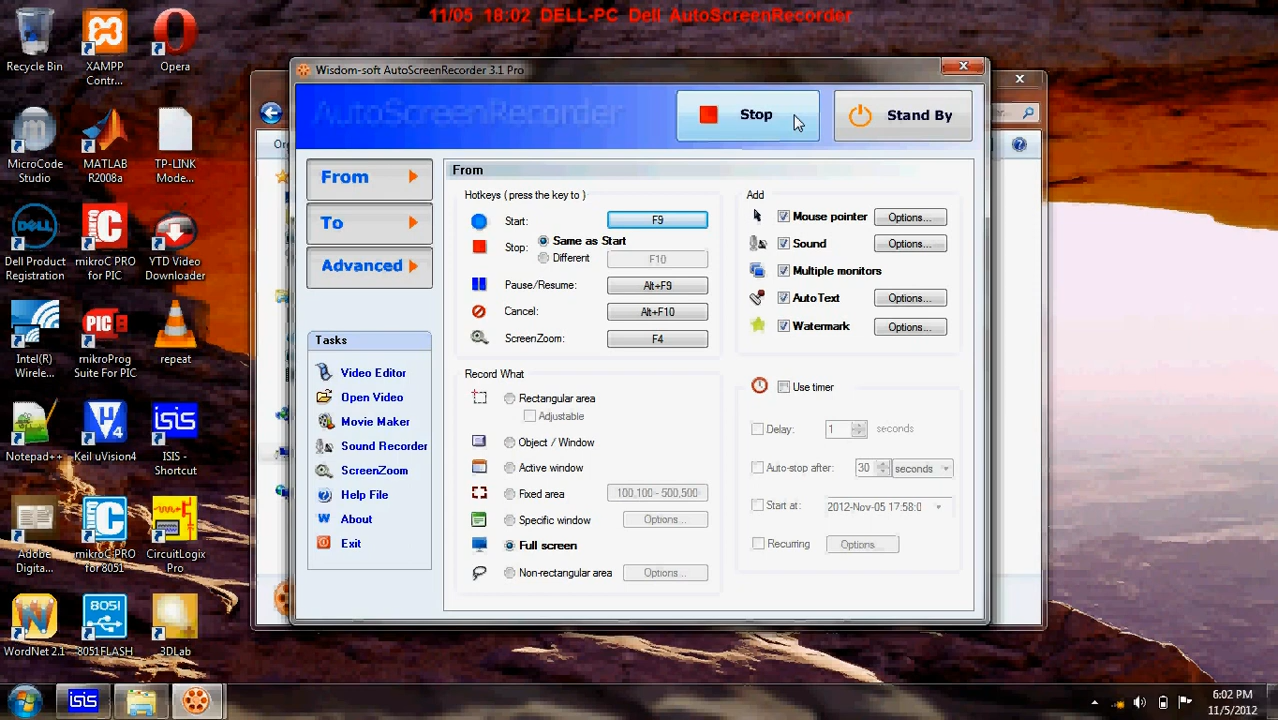 11/05 18:02 DELL-PC Dell AutoScreenRecorder
Recycle Bin
XAMPP Contr...
Opera
MicroCode Studio
MATLAB R2008a
TP-LINK Mode...
Dell Product Registration
mikroC PRO for PIC
YTD Video Downloader
Intel(R) Wirele...
mikroProg Suite For PIC
repeat
Notepad++
Keil uVision4
ISIS - Shortcut
Adobe Digita...
mikroC PRO for 8051
CircuitLogix Pro
WordNet 2.1
8051FLASH
3DLab
Wisdom-soft AutoScreenRecorder 3.1 Pro
AutoScreenRecorder
Stop
Stand By
From
To
Advanced
Tasks
Video Editor
Open Video
Movie Maker
Sound Recorder
ScreenZoom
Help File
About
Exit
From
Hotkeys ( press the key to )
Start: F9
Stop: Same as Start
Different F10
Pause/Resume: Alt+F9
Cancel: Alt+F10
ScreenZoom: F4
Record What
Rectangular area
Adjustable
Object / Window
Active window
Fixed area 100,100 - 500,500
Specific window Options...
Full screen
Non-rectangular area Options...
Add
Mouse pointer Options...
Sound Options...
Multiple monitors
AutoText Options...
Watermark Options...
Use timer
Delay: 1 seconds
Auto-stop after: 30 seconds
Start at: 2012-Nov-05 17:58:0
Recurring Options...
isis
6:02 PM
11/5/2012